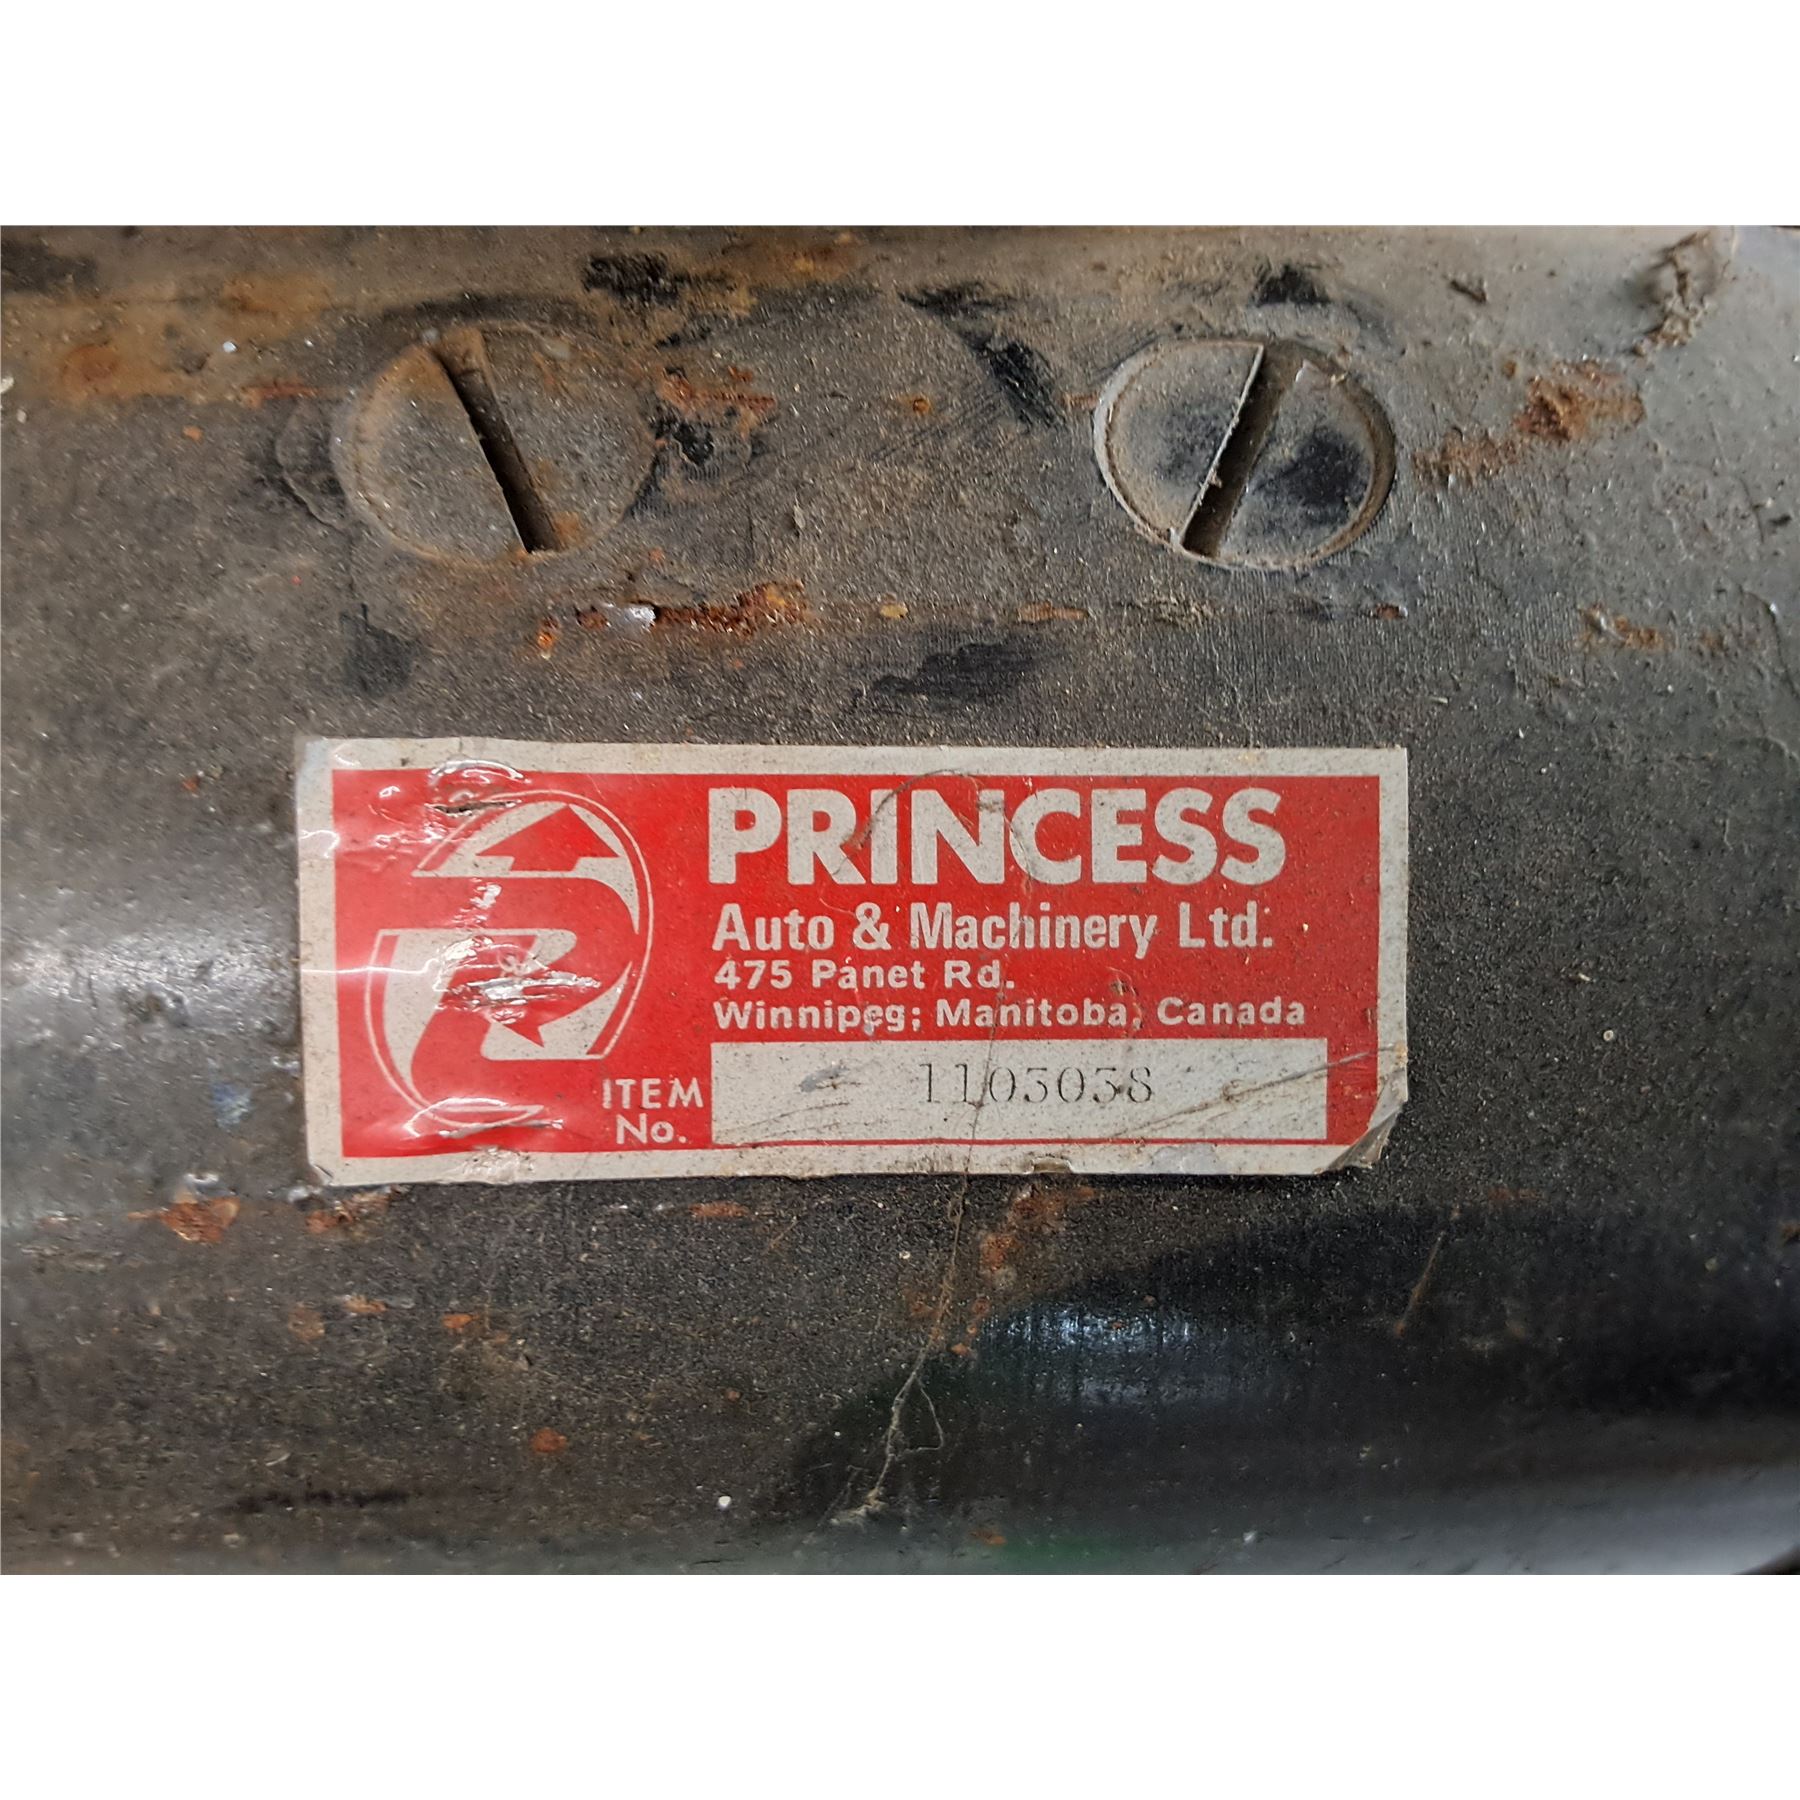 PRINCESS
Auto & Machinery Ltd.
475 Panet Rd.
Winnipeg, Manitoba, Canada
ITEM No. 1103038